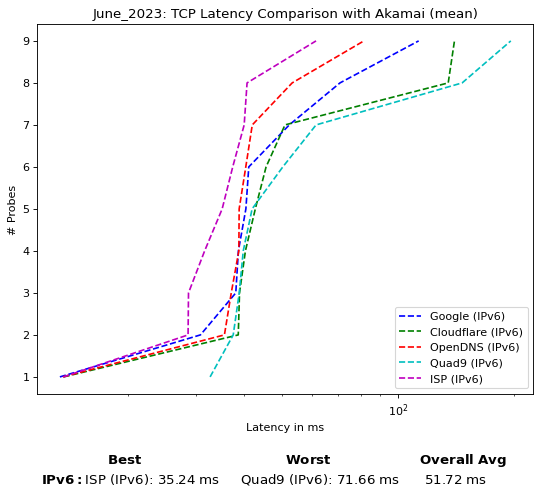 June_2023: TCP Latency Comparison with Akamai (mean)
9
8
7
6
5
4
3
2
1
# Probes
Google (IPv6)
Cloudflare (IPv6)
OpenDNS (IPv6)
Quad9 (IPv6)
ISP (IPv6)
10²
Latency in ms
Best Worst Overall Avg
IPv6: ISP (IPv6): 35.24 ms Quad9 (IPv6): 71.66 ms 51.72 ms